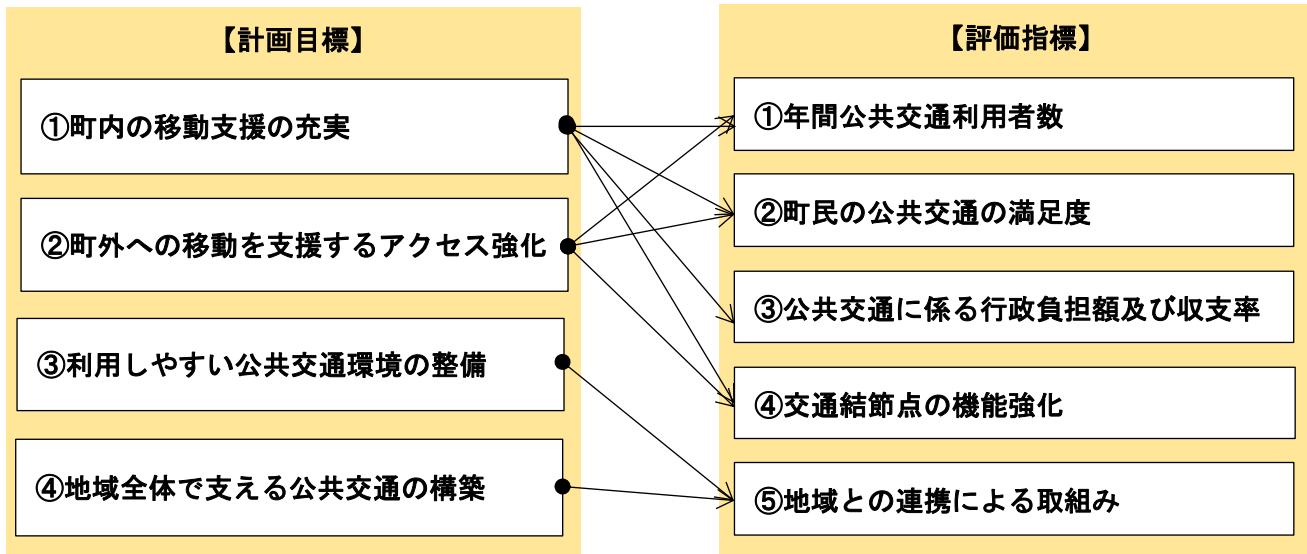 【計画目標】
①町内の移動支援の充実
②町外への移動を支援するアクセス強化
③利用しやすい公共交通環境の整備
④地域全体で支える公共交通の構築
【評価指標】
①年間公共交通利用者数
②町民の公共交通の満足度
③公共交通に係る行政負担額及び収支率
④交通結節点の機能強化
⑤地域との連携による取組み